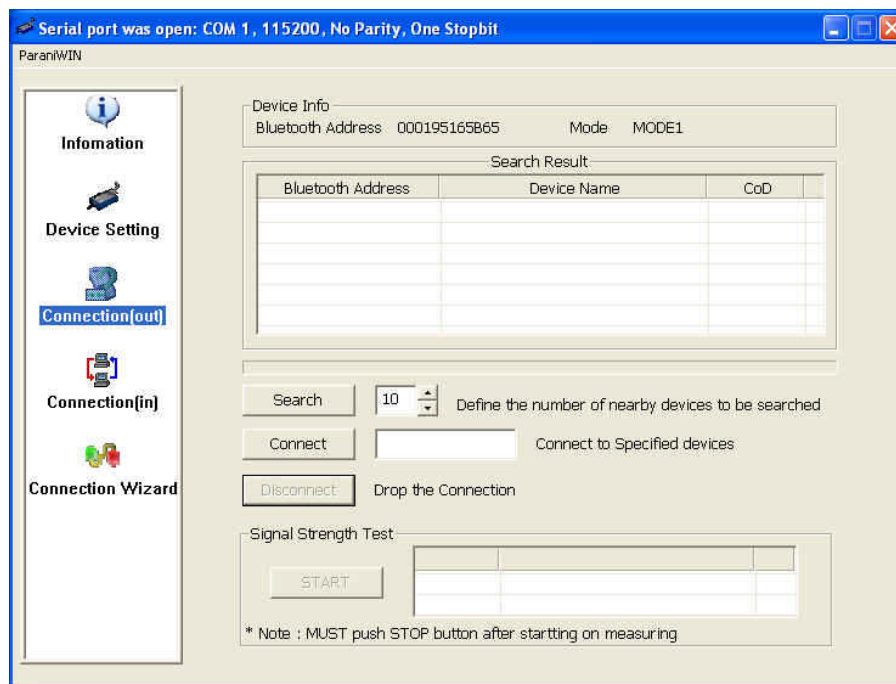 Serial port was open: COM 1, 115200, No Parity, One Stopbit
ParaniWIN
Infomation
Device Setting
Connection(out)
Connection(in)
Connection Wizard
Device Info
Bluetooth Address 000195165B65 Mode MODE1
Search Result
Bluetooth Address Device Name CoD
Search 10 Define the number of nearby devices to be searched
Connect Connect to Specified devices
Disconnect Drop the Connection
Signal Strength Test
START
* Note : MUST push STOP button after startting on measuring